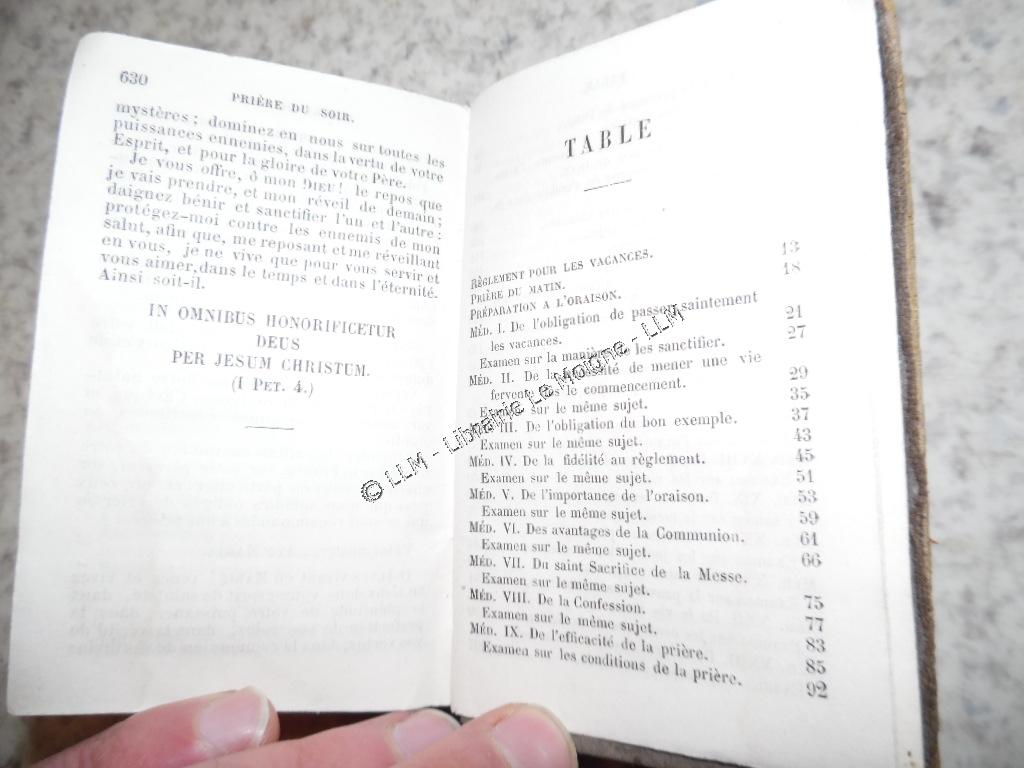 630
PRIÈRE DU SOIR.
mystères; dominez en nous sur toutes les
puissances ennemies, dans la vertu de votre
Esprit, et pour la gloire de votre Père.
Je vous offre, ô mon DIEU! le repos que
je vais prendre, et mon réveil de demain;
daignez bénir et sanctifier l'un et l'autre:
protégez-moi contre les ennemis de mon
salut, afin que, me reposant et me réveillant
en vous, je ne vive que pour vous servir et
vous aimer, dans le temps et dans l'éternité.
Ainsi soit-il.
IN OMNIBUS HONORIFICETUR
DEUS
PER JESUM CHRISTUM.
(I PET. 4.)
TABLE
RÈGLEMENT POUR LES VACANCES. 13
PRIÈRE DU MATIN. 18
PRÉPARATION A L'ORAISON.
MÉD. I. De l'obligation de passer saintement
les vacances. 21
Examen sur la manière de les sanctifier. 27
MÉD. II. De la nécessité de mener une vie
fervente dès le commencement. 29
Examen sur le même sujet. 35
MÉD. III. De l'obligation du bon exemple. 37
Examen sur le même sujet. 43
MÉD. IV. De la fidélité au règlement. 45
Examen sur le même sujet. 51
MÉD. V. De l'importance de l'oraison. 53
Examen sur le même sujet. 59
MÉD. VI. Des avantages de la Communion. 61
Examen sur le même sujet. 66
MÉD. VII. Du saint Sacrifice de la Messe.
Examen sur le même sujet. 75
MÉD. VIII. De la Confession. 77
Examen sur le même sujet. 83
MÉD. IX. De l'efficacité de la prière. 85
Examen sur les conditions de la prière. 92
© LLM - Librairie Le Moigne - LLM